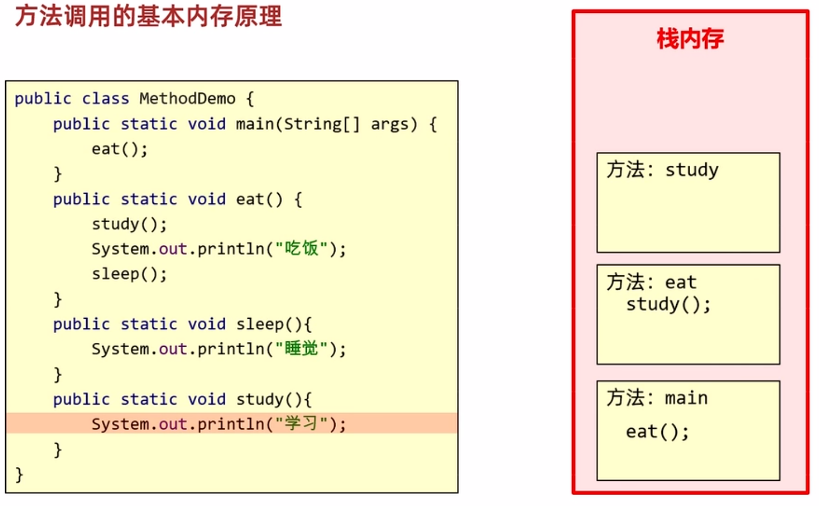 方法调用的基本内存原理
public class MethodDemo {
    public static void main(String[] args) {
        eat();
    }
    public static void eat() {
        study();
        System.out.println("吃饭");
        sleep();
    }
    public static void sleep(){
        System.out.println("睡觉");
    }
    public static void study(){
        System.out.println("学习");
    }
}
栈内存
方法: study
方法: eat
study();
方法: main
eat();